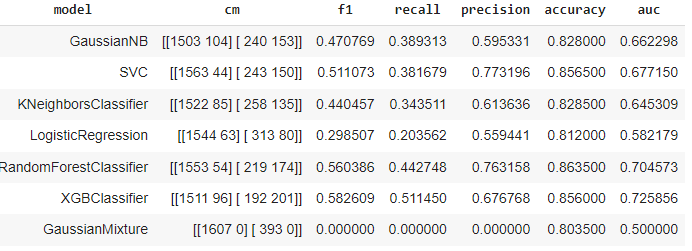 model cm f1 recall precision accuracy auc
GaussianNB [[1503 104] [ 240 153]] 0.470769 0.389313 0.595331 0.828000 0.662298
SVC [[1563 44] [ 243 150]] 0.511073 0.381679 0.773196 0.856500 0.677150
KNeighborsClassifier [[1522 85] [ 258 135]] 0.440457 0.343511 0.613636 0.828500 0.645309
LogisticRegression [[1544 63] [ 313 80]] 0.298507 0.203562 0.559441 0.812000 0.582179
RandomForestClassifier [[1553 54] [ 219 174]] 0.560386 0.442748 0.763158 0.863500 0.704573
XGBClassifier [[1511 96] [ 192 201]] 0.582609 0.511450 0.676768 0.856000 0.725856
GaussianMixture [[1607 0] [ 393 0]] 0.000000 0.000000 0.000000 0.803500 0.500000